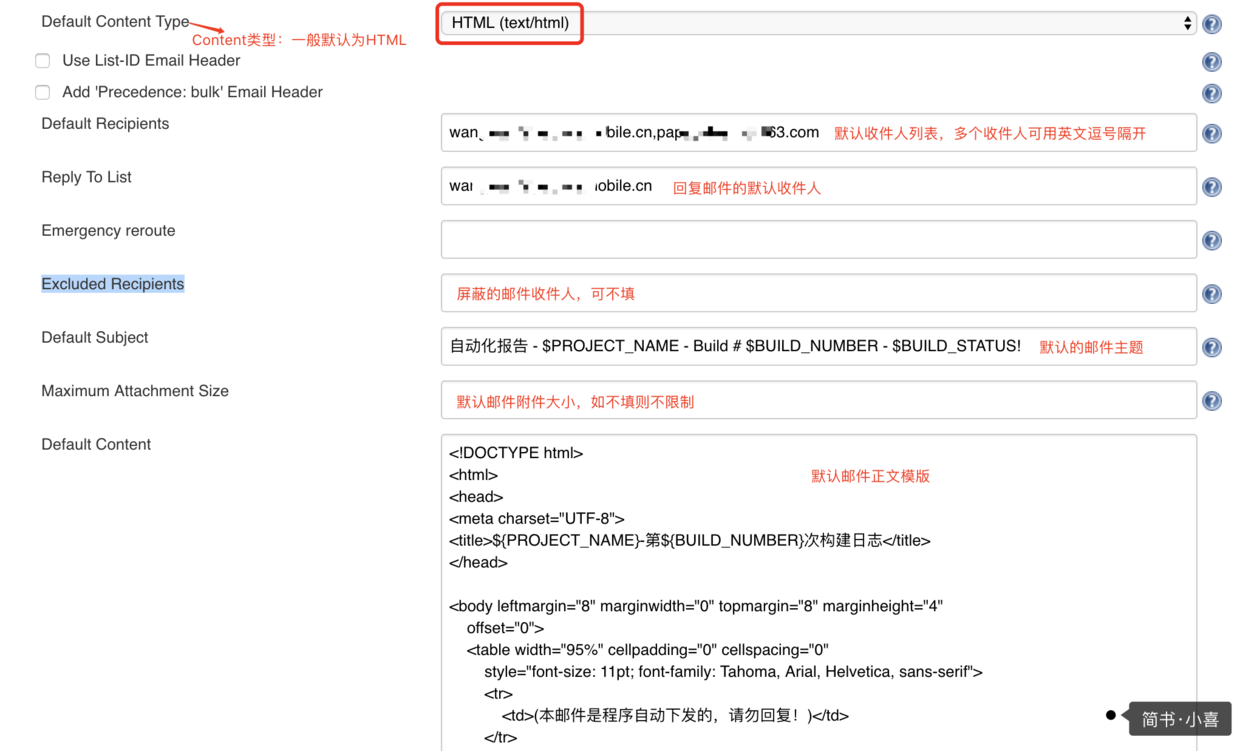 Default Content Type
HTML (text/html)
Content类型：一般默认为HTML
Use List-ID Email Header
Add 'Precedence: bulk' Email Header
Default Recipients
wan bile.cn,pap 63.com 默认收件人列表，多个收件人可用英文逗号隔开
Reply To List
war obile.cn 回复邮件的默认收件人
Emergency reroute
Excluded Recipients
屏蔽的邮件收件人，可不填
Default Subject
自动化报告 - $PROJECT_NAME - Build # $BUILD_NUMBER - $BUILD_STATUS! 默认的邮件主题
Maximum Attachment Size
默认邮件附件大小，如不填则不限制
Default Content
<!DOCTYPE html>
<html>
默认邮件正文模版
<head>
<meta charset="UTF-8">
<title>${PROJECT_NAME}-第${BUILD_NUMBER}次构建日志</title>
</head>
<body leftmargin="8" marginwidth="0" topmargin="8" marginheight="4"
offset="0">
<table width="95%" cellpadding="0" cellspacing="0"
style="font-size: 11pt; font-family: Tahoma, Arial, Helvetica, sans-serif">
<tr>
<td>(本邮件是程序自动下发的，请勿回复！)</td>
</tr>
简书·小喜